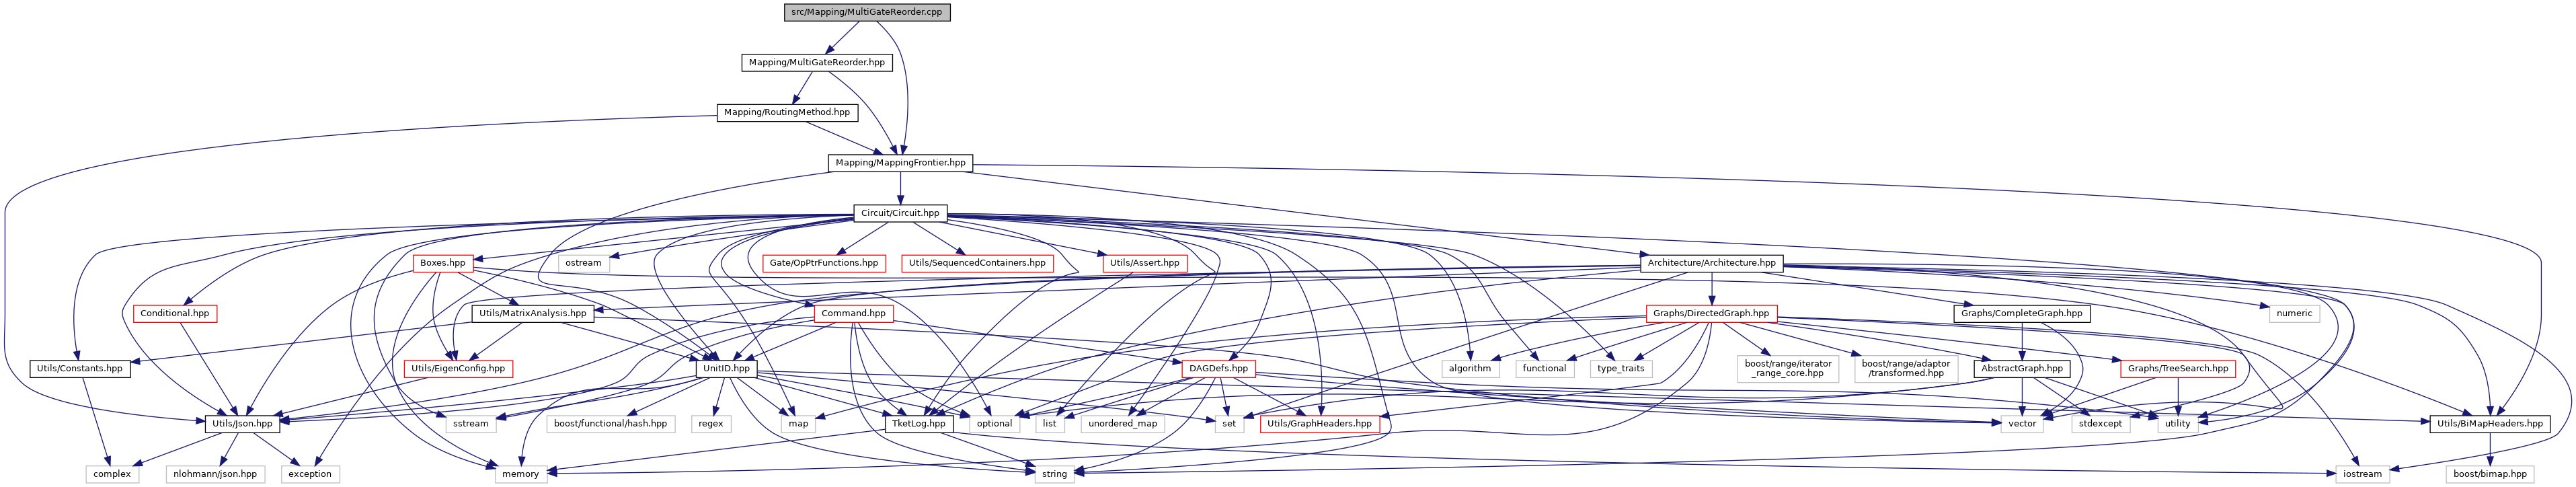 src/Mapping/MultiGateReorder.cpp
Mapping/MultiGateReorder.hpp
Mapping/RoutingMethod.hpp
Mapping/MappingFrontier.hpp
Circuit/Circuit.hpp
Boxes.hpp
ostream
Gate/OpPtrFunctions.hpp
Utils/SequencedContainers.hpp
Utils/Assert.hpp
Architecture/Architecture.hpp
Conditional.hpp
Utils/MatrixAnalysis.hpp
Command.hpp
Graphs/DirectedGraph.hpp
Graphs/CompleteGraph.hpp
numeric
Utils/Constants.hpp
Utils/EigenConfig.hpp
UnitID.hpp
DAGDefs.hpp
algorithm
functional
type_traits
boost/range/iterator
_range_core.hpp
boost/range/adaptor
/transformed.hpp
AbstractGraph.hpp
Graphs/TreeSearch.hpp
Utils/Json.hpp
sstream
boost/functional/hash.hpp
regex
map
TketLog.hpp
optional
list
unordered_map
set
Utils/GraphHeaders.hpp
vector
stdexcept
utility
Utils/BiMapHeaders.hpp
complex
nlohmann/json.hpp
exception
memory
string
iostream
boost/bimap.hpp